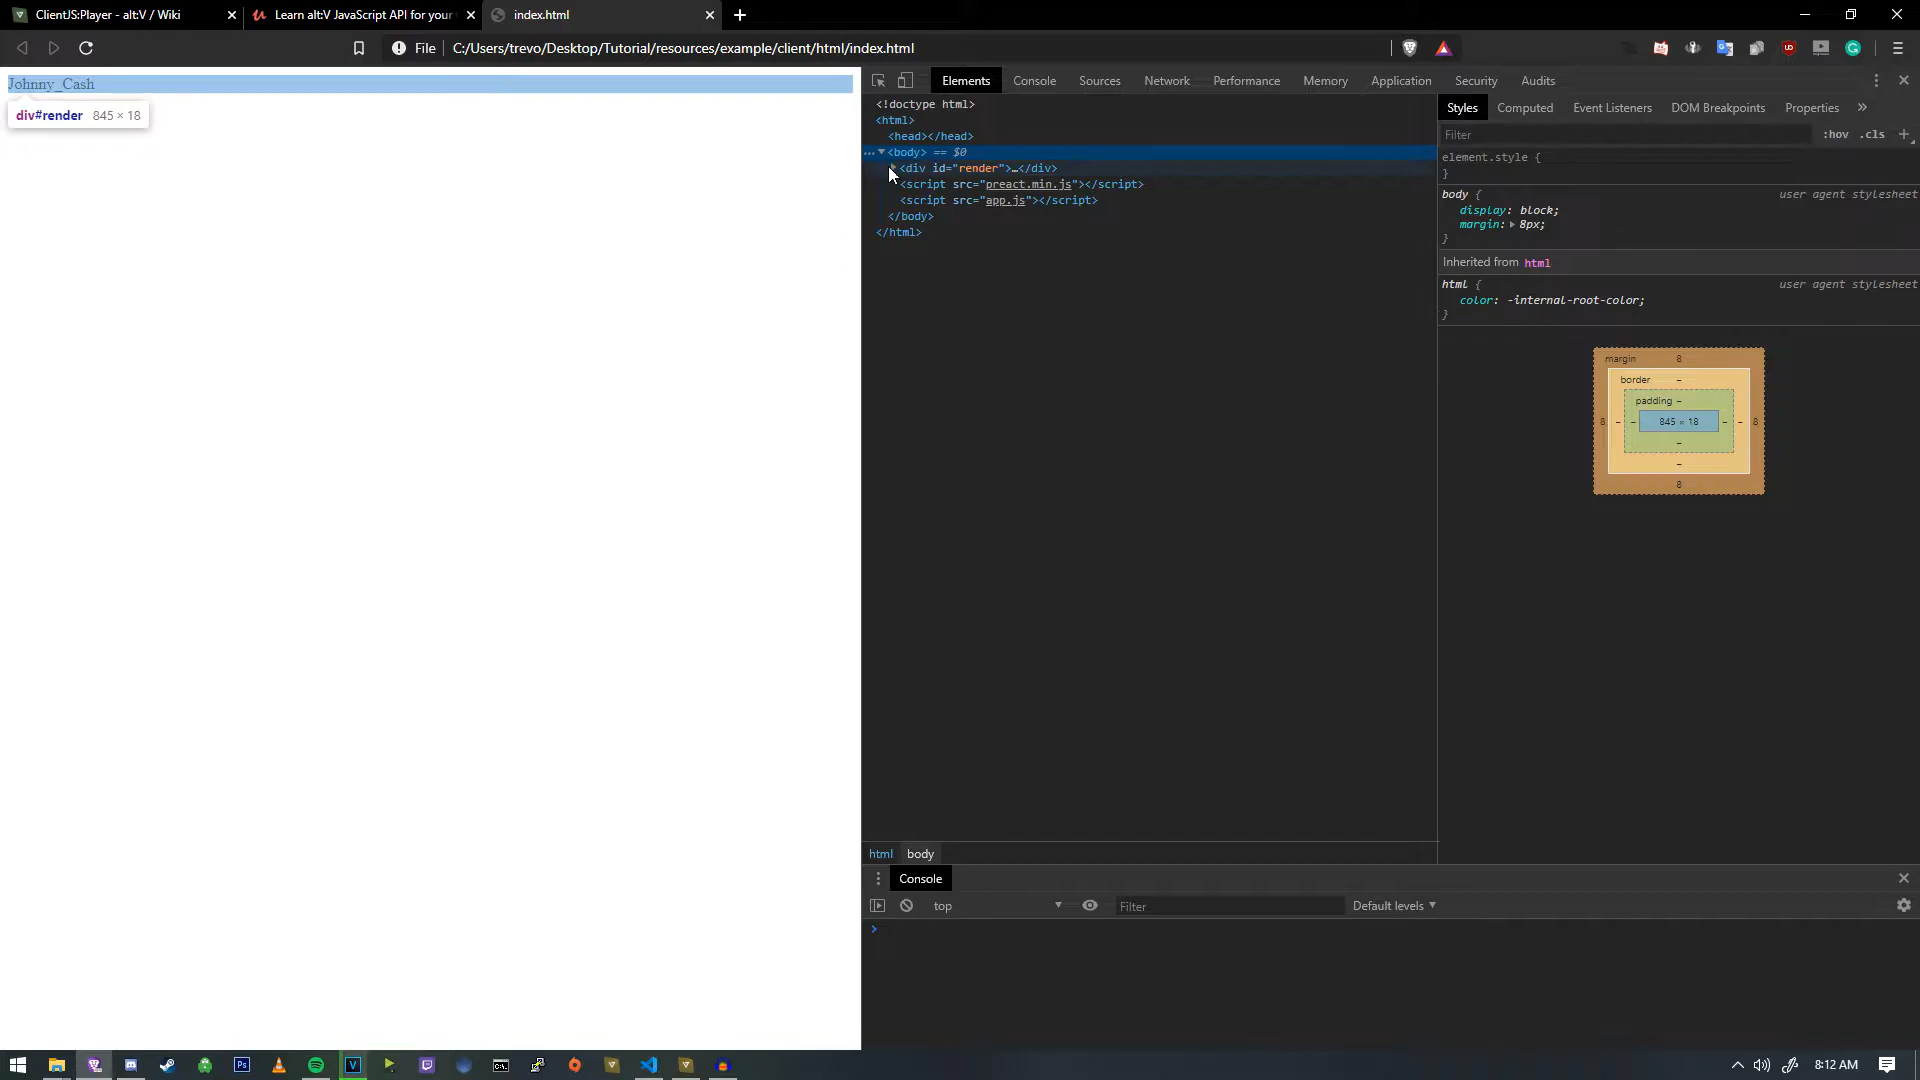 ClientJS:Player - alt:V / Wiki
Learn alt:V JavaScript API for your
index.html
File
C:/Users/trevo/Desktop/Tutorial/resources/example/client/html/index.html
Johnny_Cash
div#render 845 × 18
Elements
Console
Sources
Network
Performance
Memory
Application
Security
Audits
<!doctype html>
<html>
<head></head>
<body> == $0
<div id="render">…</div>
<script src="preact.min.js"></script>
<script src="app.js"></script>
</body>
</html>
html body
Styles
Computed
Event Listeners
DOM Breakpoints
Properties
Filter
:hov .cls
element.style {
}
body {
user agent stylesheet
display: block;
margin: 8px;
}
Inherited from html
html {
user agent stylesheet
color: -internal-root-color;
}
margin 8
border –
padding –
8 – – 845 × 18 – – 8
–
–
8
Console
top
Filter
Default levels
8:12 AM